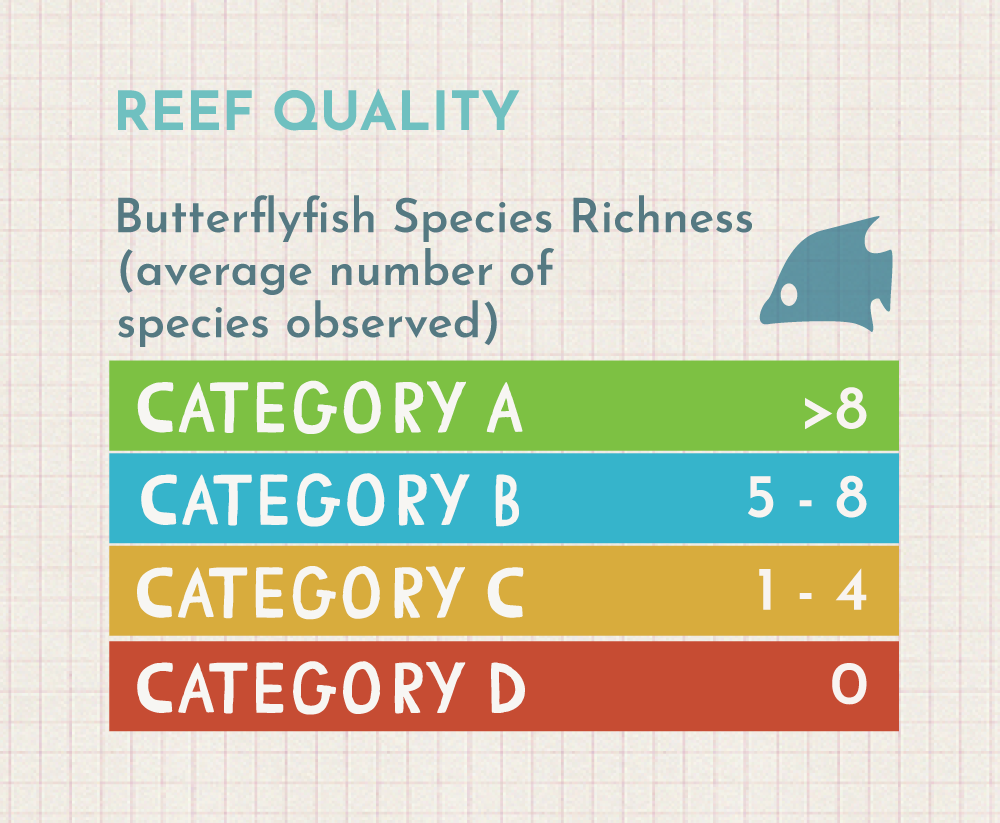 REEF QUALITY
Butterflyfish Species Richness
(average number of
species observed)
CATEGORY A >8
CATEGORY B 5 - 8
CATEGORY C 1 - 4
CATEGORY D 0